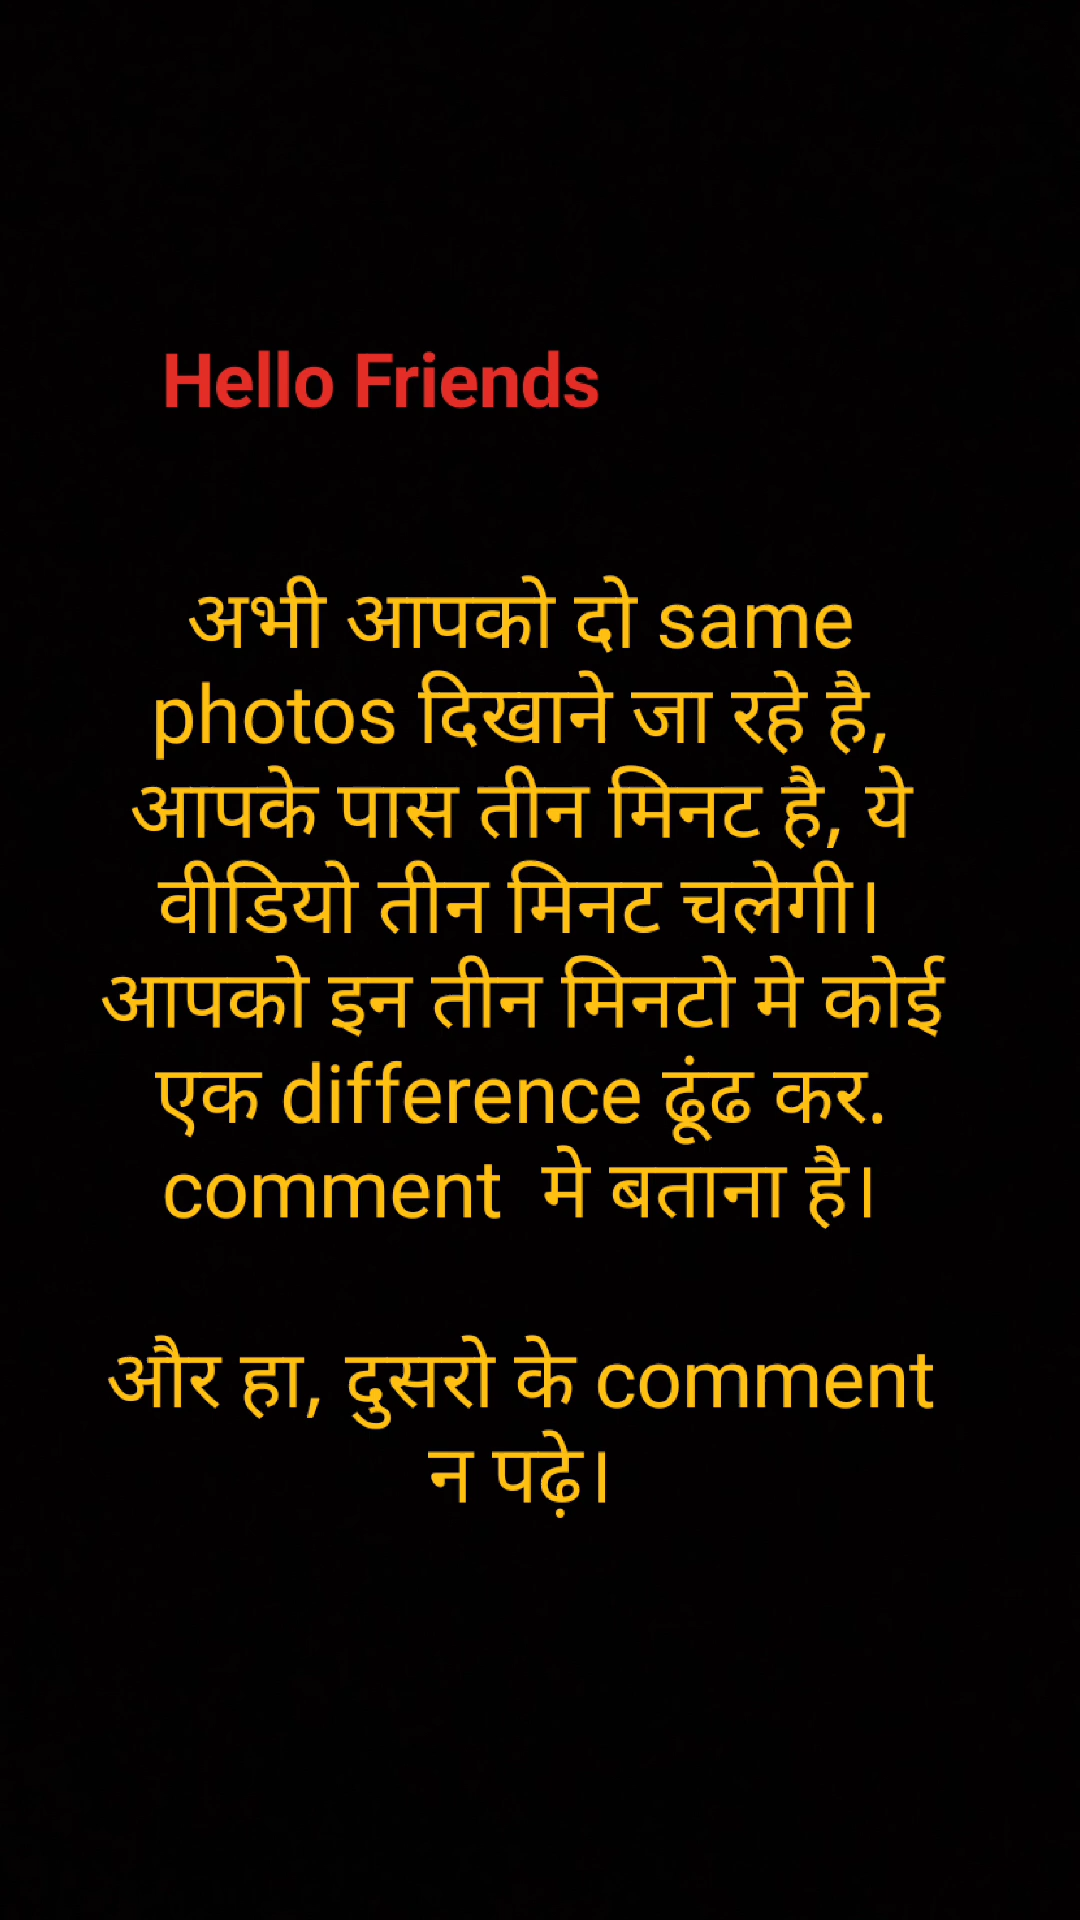 Hello Friends
अभी आपको दो same
photos दिखाने जा रहे है,
आपके पास तीन मिनट है, ये
वीडियो तीन मिनट चलेगी।
आपको इन तीन मिनटो मे कोई
एक difference ढूंढ कर.
comment  मे बताना है।
और हा, दुसरो के comment
न पढ़े।